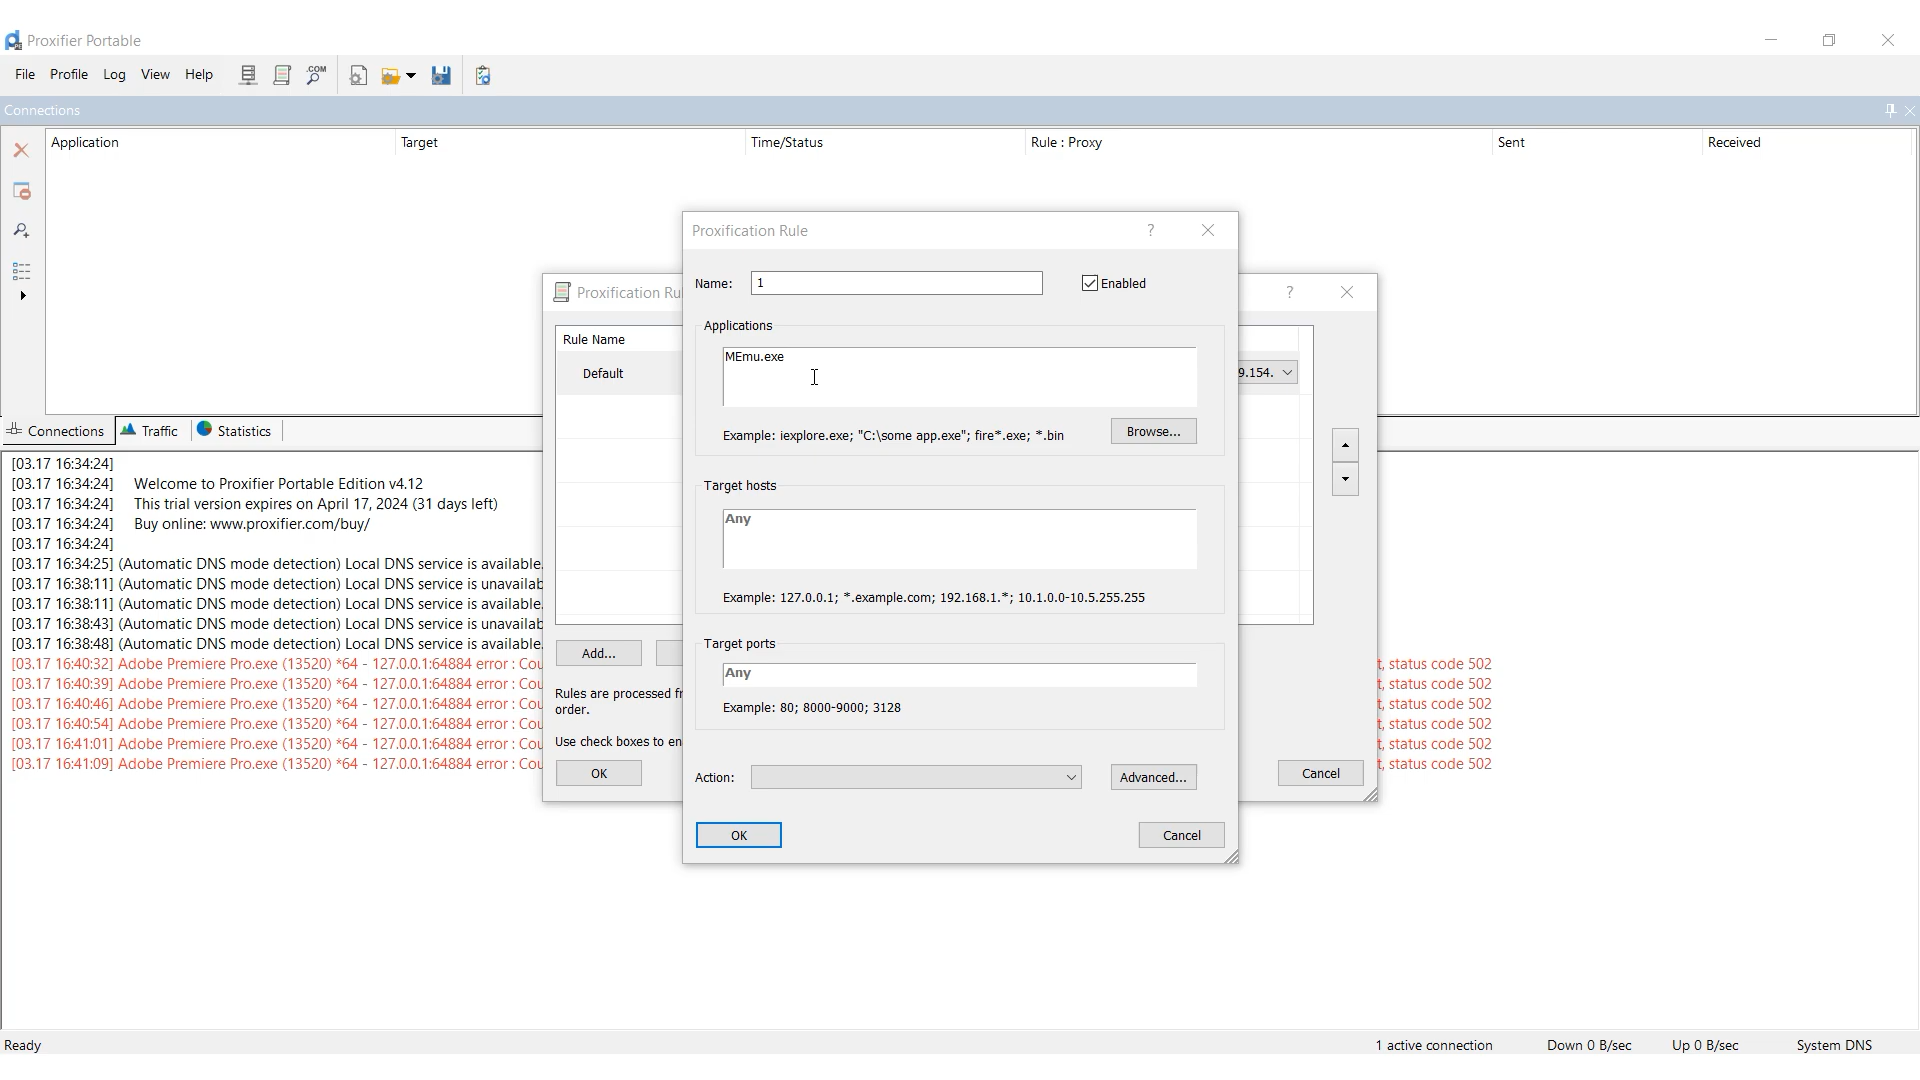 Proxifier Portable
File Profile Log View Help .COM
Connections
Application Target Time/Status Rule : Proxy Sent Received
Proxification Rule
Name: 1 Enabled
Proxification Ru
Applications
Rule Name
MEmu.exe
Default
9.154.
Example: iexplore.exe; "C:\some app.exe"; fire*.exe; *.bin
Browse...
Connections Traffic Statistics
[03.17 16:34:24]
[03.17 16:34:24] Welcome to Proxifier Portable Edition v4.12
[03.17 16:34:24] This trial version expires on April 17, 2024 (31 days left)
[03.17 16:34:24] Buy online: www.proxifier.com/buy/
[03.17 16:34:24]
[03.17 16:34:25] (Automatic DNS mode detection) Local DNS service is available.
[03.17 16:38:11] (Automatic DNS mode detection) Local DNS service is unavailab
[03.17 16:38:11] (Automatic DNS mode detection) Local DNS service is available.
[03.17 16:38:43] (Automatic DNS mode detection) Local DNS service is unavailab
[03.17 16:38:48] (Automatic DNS mode detection) Local DNS service is available.
[03.17 16:40:32] Adobe Premiere Pro.exe (13520) *64 - 127.0.0.1:64884 error : Cou t, status code 502
[03.17 16:40:39] Adobe Premiere Pro.exe (13520) *64 - 127.0.0.1:64884 error : Cou t, status code 502
[03.17 16:40:46] Adobe Premiere Pro.exe (13520) *64 - 127.0.0.1:64884 error : Cou t, status code 502
[03.17 16:40:54] Adobe Premiere Pro.exe (13520) *64 - 127.0.0.1:64884 error : Cou t, status code 502
[03.17 16:41:01] Adobe Premiere Pro.exe (13520) *64 - 127.0.0.1:64884 error : Cou t, status code 502
[03.17 16:41:09] Adobe Premiere Pro.exe (13520) *64 - 127.0.0.1:64884 error : Cou t, status code 502
Target hosts
Any
Example: 127.0.0.1; *.example.com; 192.168.1.*; 10.1.0.0-10.5.255.255
Target ports
Any
Example: 80; 8000-9000; 3128
Add...
Rules are processed fr
order.
Use check boxes to en
OK
Cancel
Action: Advanced...
OK Cancel
Ready 1 active connection Down 0 B/sec Up 0 B/sec System DNS